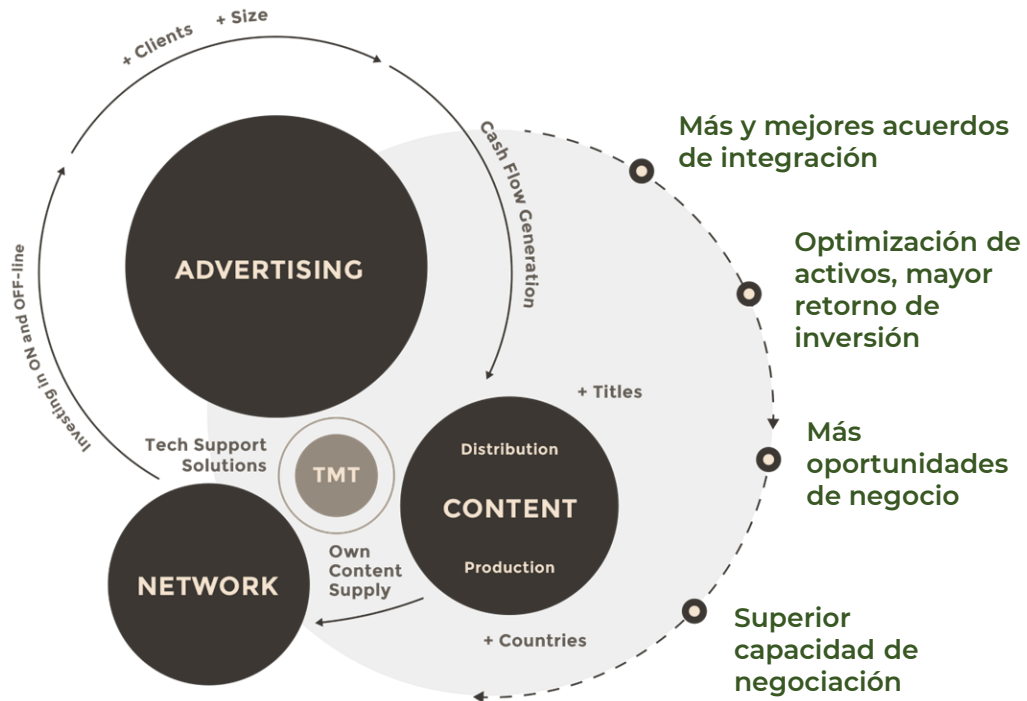 + Clients
+ Size
Cash Flow Generation
Investing in ON and OFF-line
ADVERTISING
Más y mejores acuerdos
de integración
Optimización de
activos, mayor
retorno de
inversión
+ Titles
Tech Support
Solutions
TMT
Distribution
CONTENT
Production
Más
oportunidades
de negocio
Own
Content
Supply
NETWORK
+ Countries
Superior
capacidad de
negociación